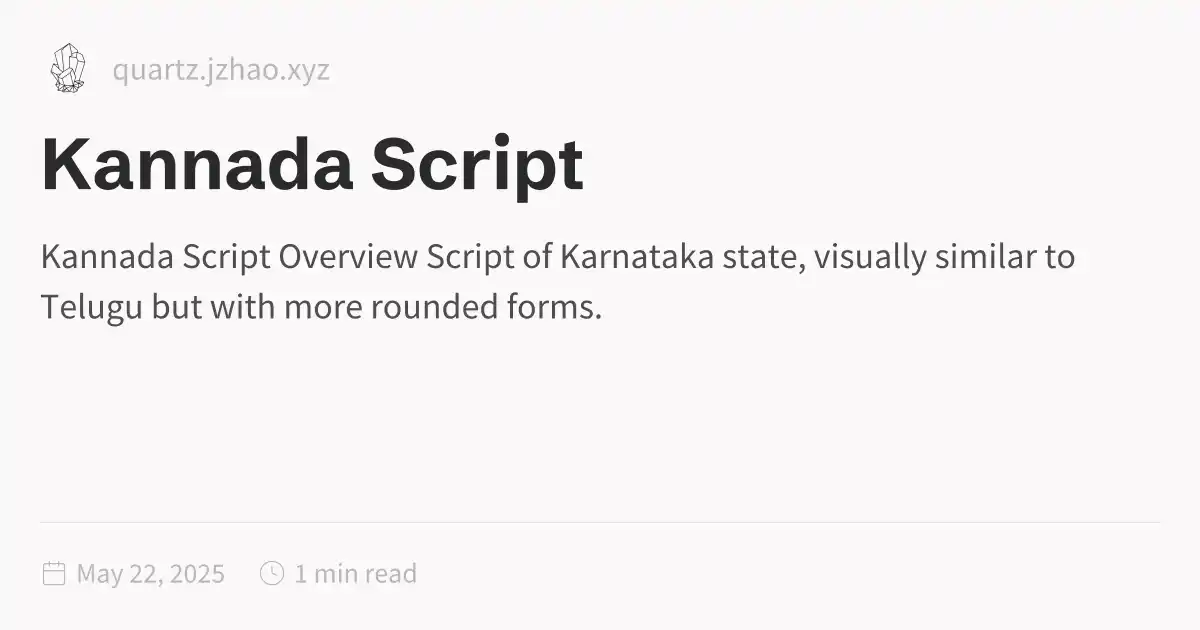 quartz.jzhao.xyz
Kannada Script
Kannada Script Overview Script of Karnataka state, visually similar to
Telugu but with more rounded forms.
May 22, 2025 1 min read